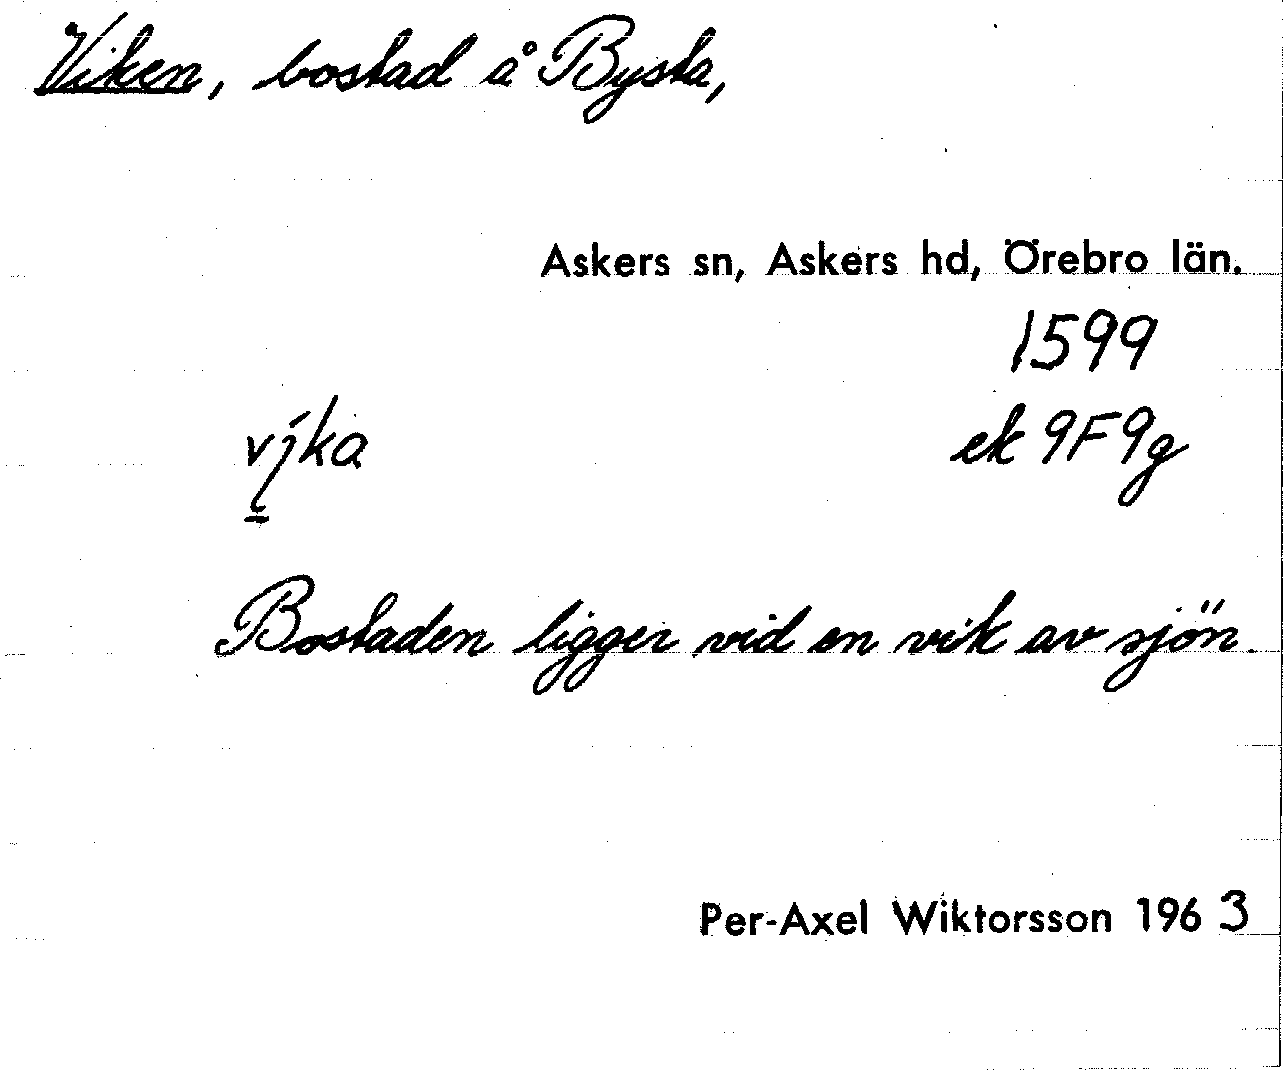 Viken, bostad å Bysta,
Askers sn, Askers hd, Örebro län.
1599
víka
ek 9F9g
Bostaden ligger vid en vik av sjön.
Per-Axel Wiktorsson 1963